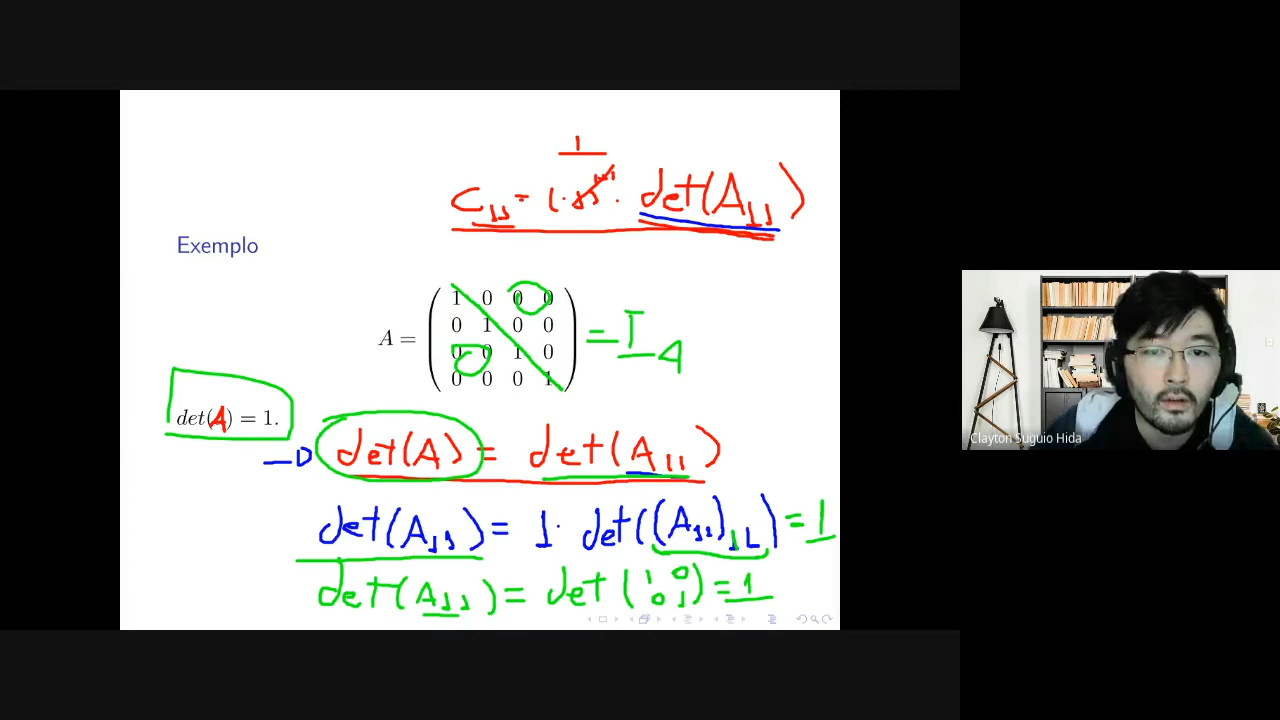 1
C₁₁ = 1 · · det(A₁₁)
Exemplo
A = ( 1 0 0 0
0 1 0 0
0 0 1 0
0 0 0 1 ) = I₄
det(A) = 1.
det(A) = det(A₁₁)
det(A₁₁) = 1 · det((A₁₁)₁₁) = 1
det(A₁₁) = det(1 0
0 1) = 1
Clayton Suguio Hida